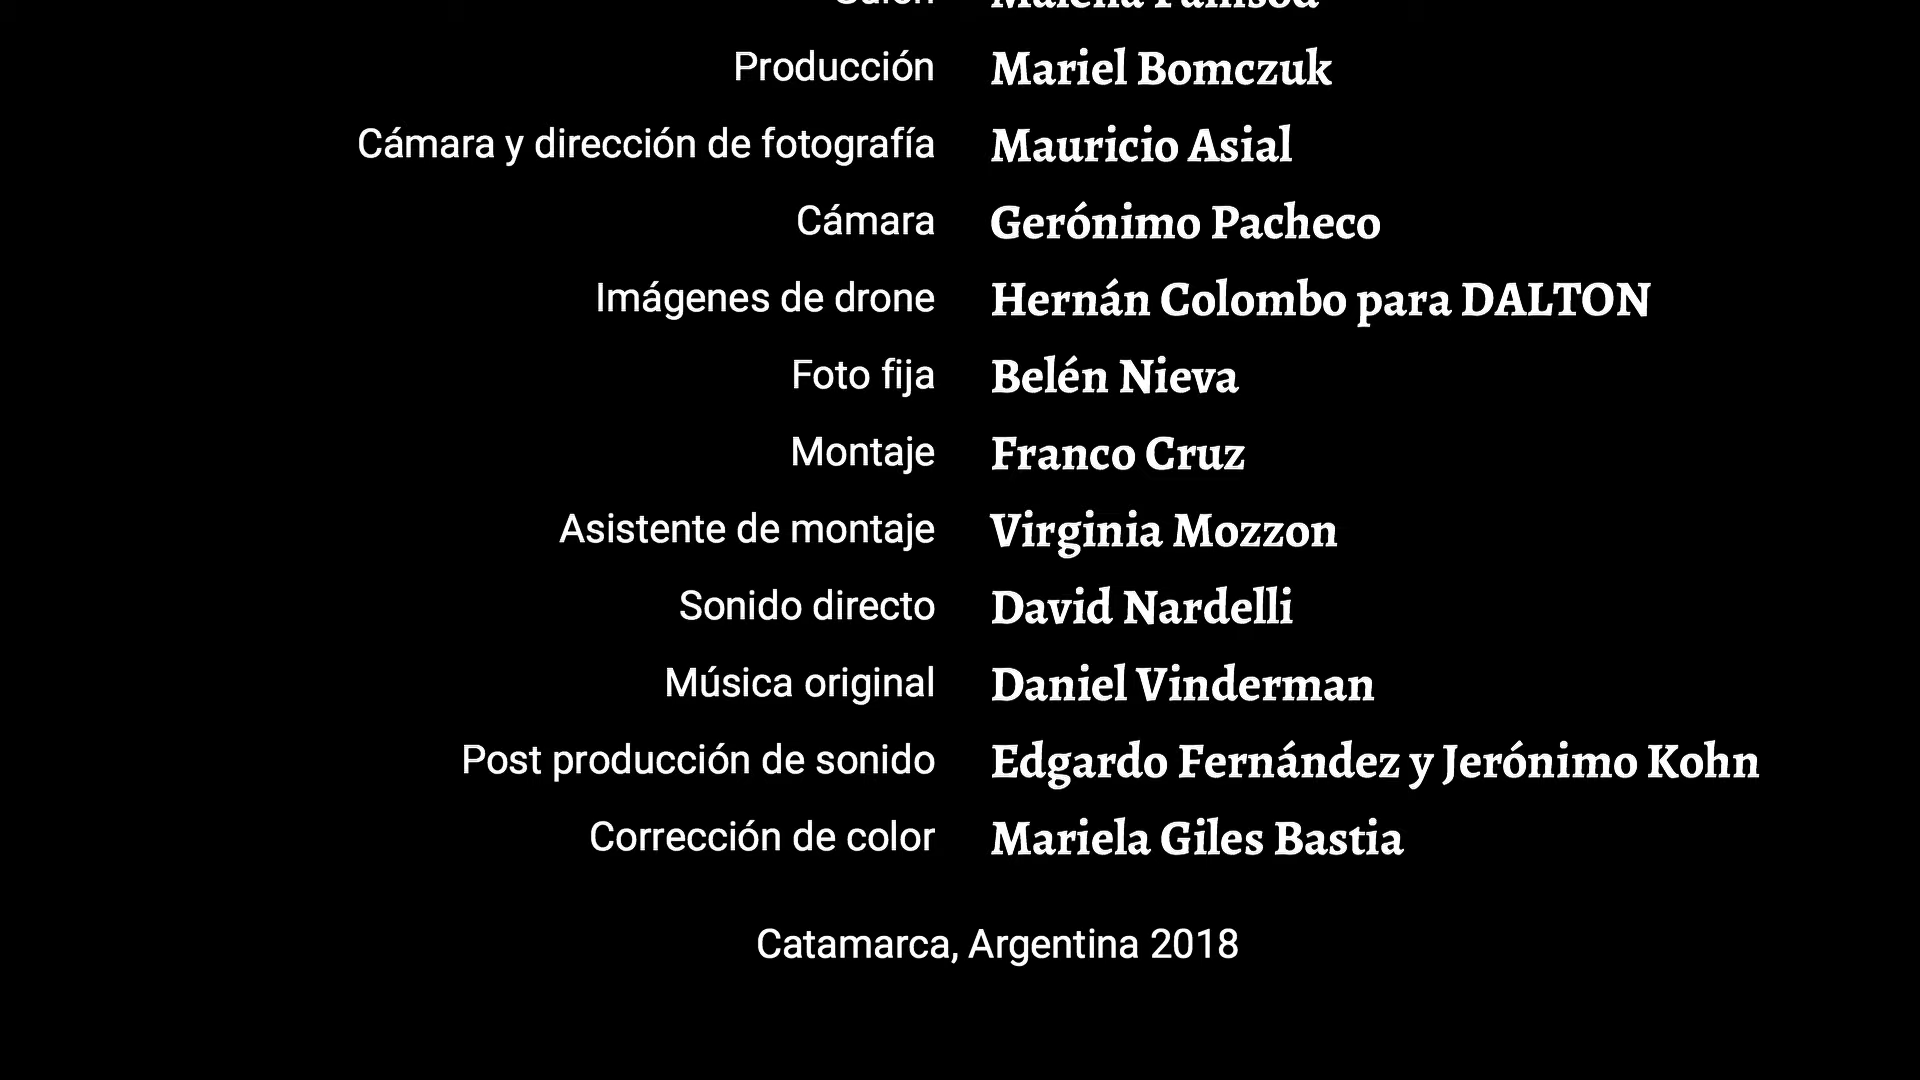 Producción Mariel Bomczuk
Cámara y dirección de fotografía Mauricio Asial
Cámara Gerónimo Pacheco
Imágenes de drone Hernán Colombo para DALTON
Foto fija Belén Nieva
Montaje Franco Cruz
Asistente de montaje Virginia Mozzon
Sonido directo David Nardelli
Música original Daniel Vinderman
Post producción de sonido Edgardo Fernández y Jerónimo Kohn
Corrección de color Mariela Giles Bastia
Catamarca, Argentina 2018